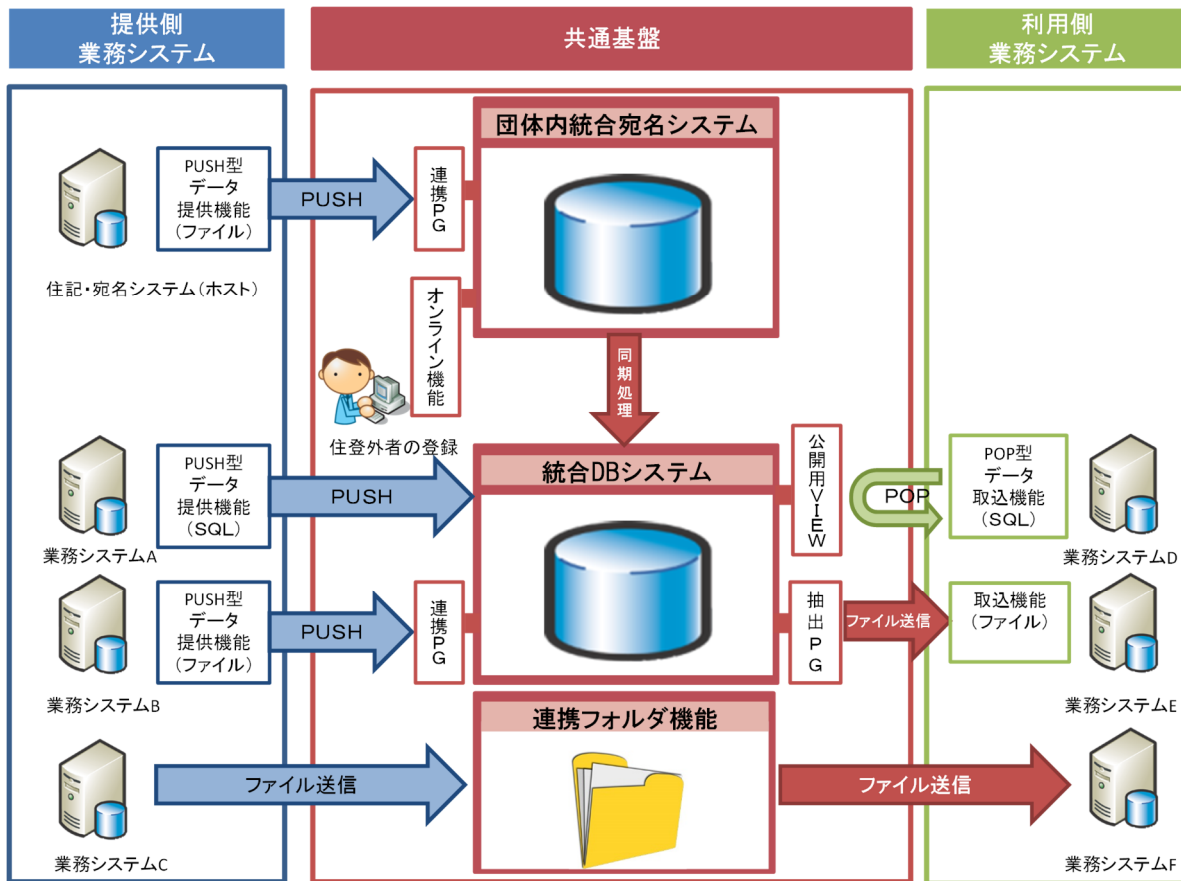 提供側
業務システム
共通基盤
利用側
業務システム
団体内統合宛名システム
PUSH型
データ
提供機能
(ファイル)
PUSH
連携PG
住記・宛名システム(ホスト)
オンライン機能
同期処理
住登外者の登録
統合DBシステム
PUSH型
データ
提供機能
(SQL)
PUSH
公開用VIEW
POP
POP型
データ
取込機能
(SQL)
業務システムA
業務システムD
PUSH型
データ
提供機能
(ファイル)
PUSH
連携PG
抽出PG
ファイル送信
取込機能
(ファイル)
業務システムB
業務システムE
連携フォルダ機能
ファイル送信
ファイル送信
業務システムC
業務システムF